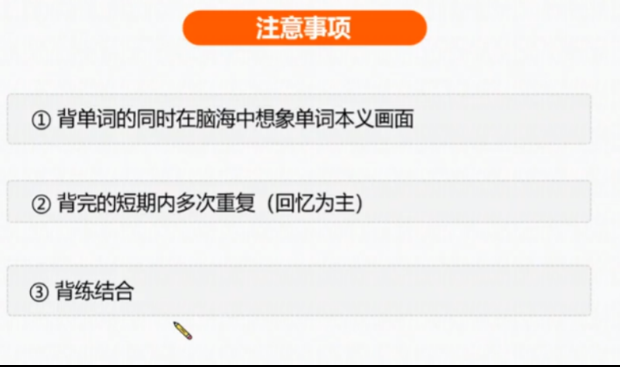 注意事项
① 背单词的同时在脑海中想象单词本义画面
② 背完的短期内多次重复（回忆为主）
③ 背练结合